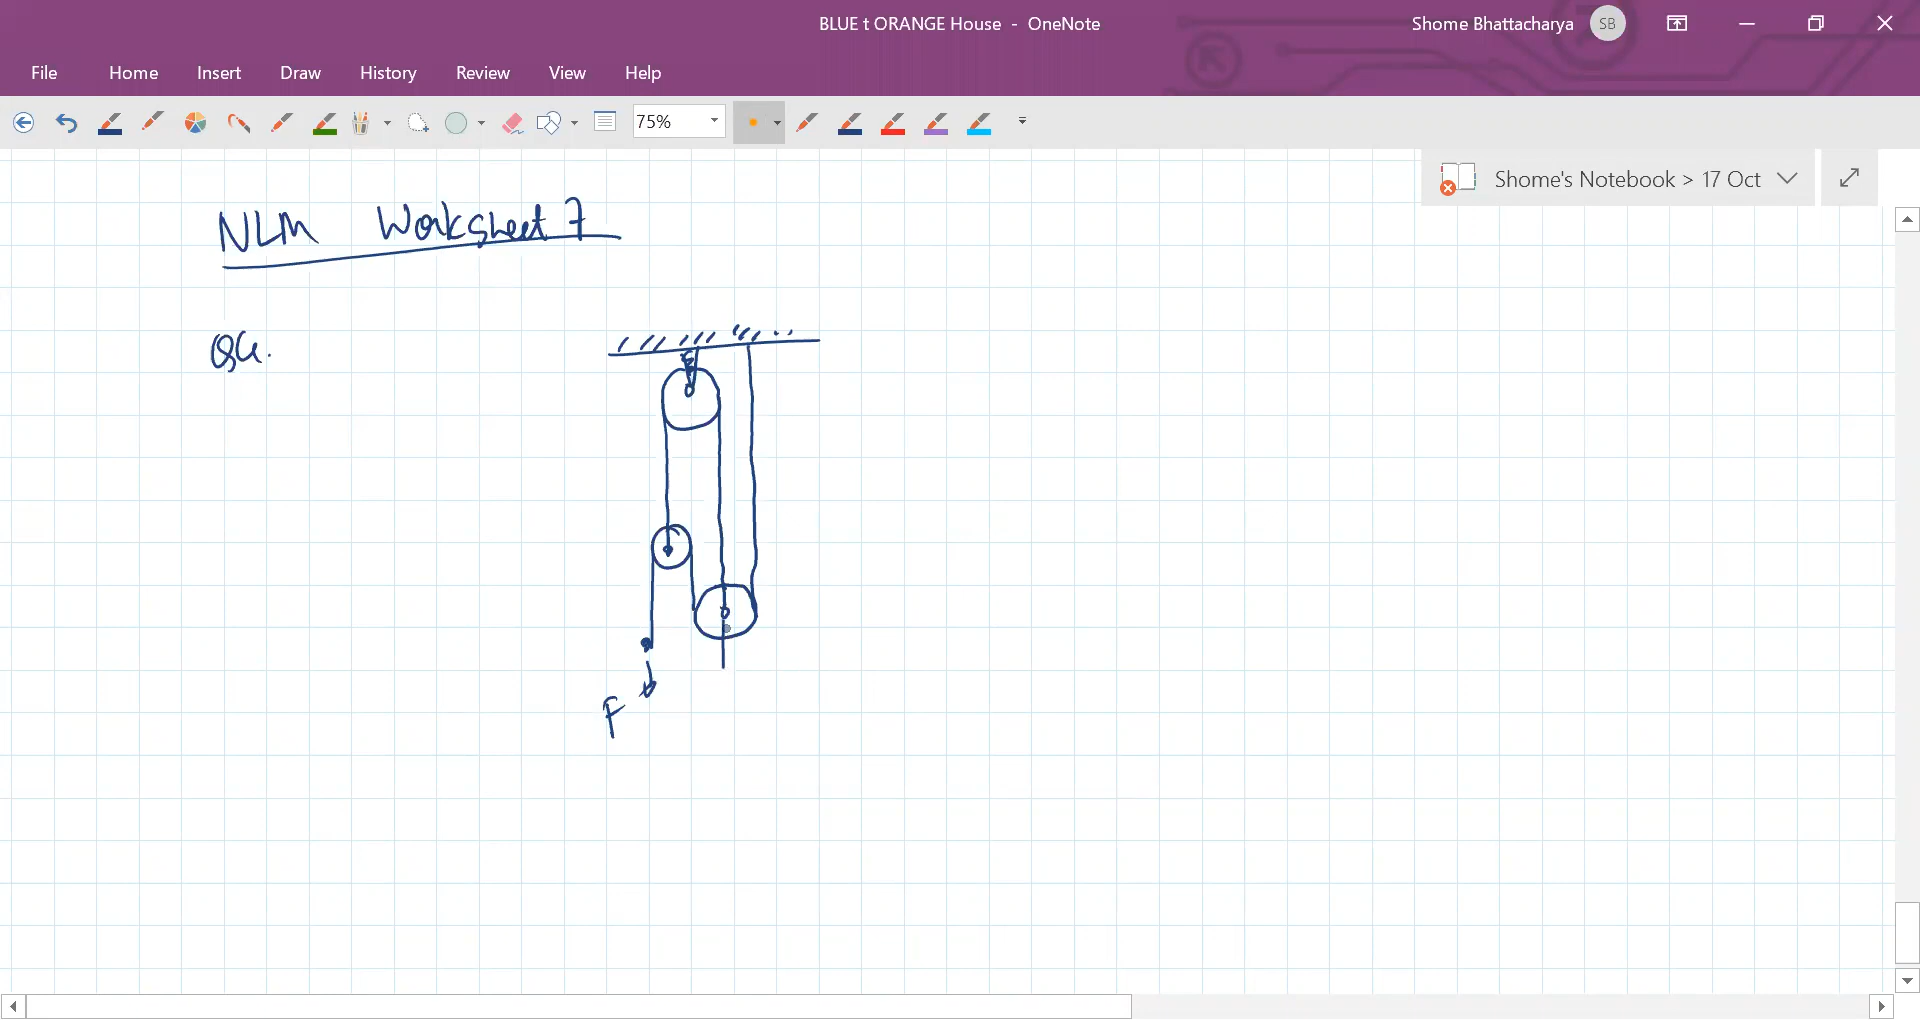 BLUE t ORANGE House - OneNote
Shome Bhattacharya SB
File Home Insert Draw History Review View Help
75%
Shome's Notebook > 17 Oct
NLM Worksheet 7
F